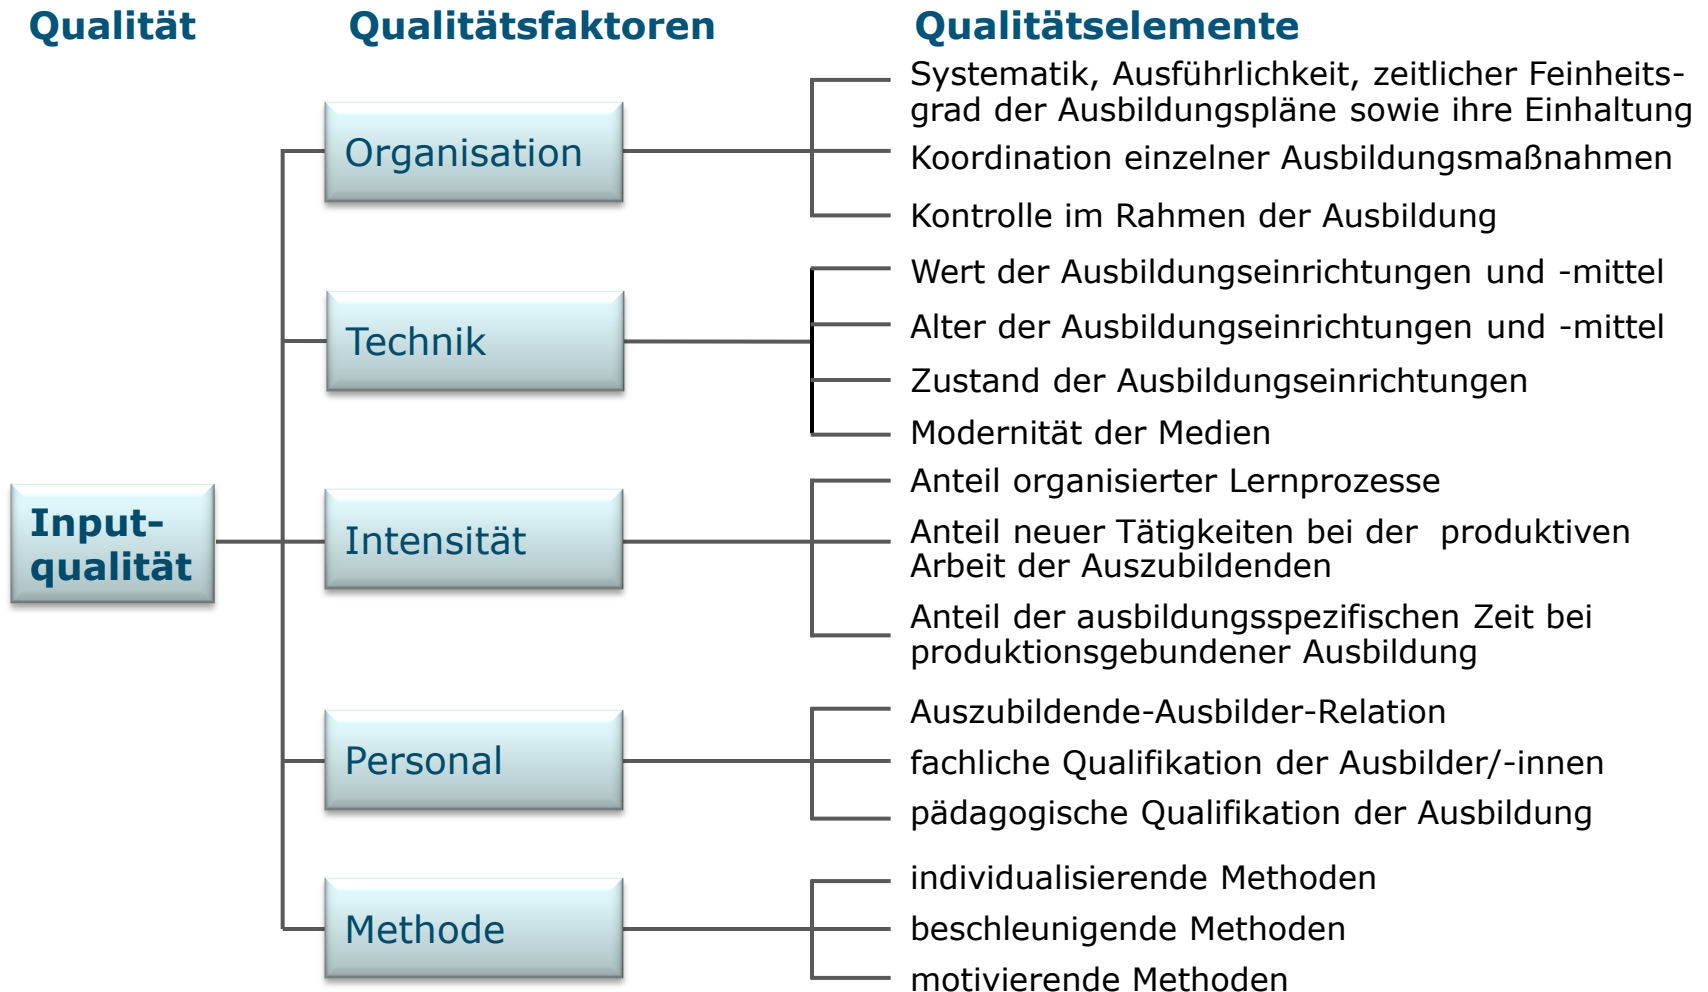 Qualität
Qualitätsfaktoren
Qualitätselemente
Input-
qualität
Organisation
Systematik, Ausführlichkeit, zeitlicher Feinheits-
grad der Ausbildungspläne sowie ihre Einhaltung
Koordination einzelner Ausbildungsmaßnahmen
Kontrolle im Rahmen der Ausbildung
Technik
Wert der Ausbildungseinrichtungen und -mittel
Alter der Ausbildungseinrichtungen und -mittel
Zustand der Ausbildungseinrichtungen
Modernität der Medien
Intensität
Anteil organisierter Lernprozesse
Anteil neuer Tätigkeiten bei der  produktiven
Arbeit der Auszubildenden
Anteil der ausbildungsspezifischen Zeit bei
produktionsgebundener Ausbildung
Personal
Auszubildende-Ausbilder-Relation
fachliche Qualifikation der Ausbilder/-innen
pädagogische Qualifikation der Ausbildung
Methode
individualisierende Methoden
beschleunigende Methoden
motivierende Methoden